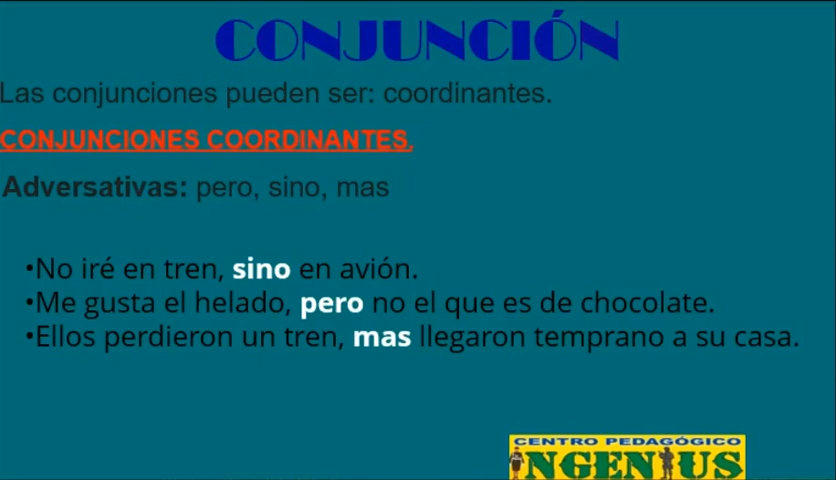 CONJUNCIÓN
Las conjunciones pueden ser: coordinantes.
CONJUNCIONES COORDINANTES.
Adversativas: pero, sino, mas
•No iré en tren, sino en avión.
•Me gusta el helado, pero no el que es de chocolate.
•Ellos perdieron un tren, mas llegaron temprano a su casa.
CENTRO PEDAGÓGICO
INGENIUS